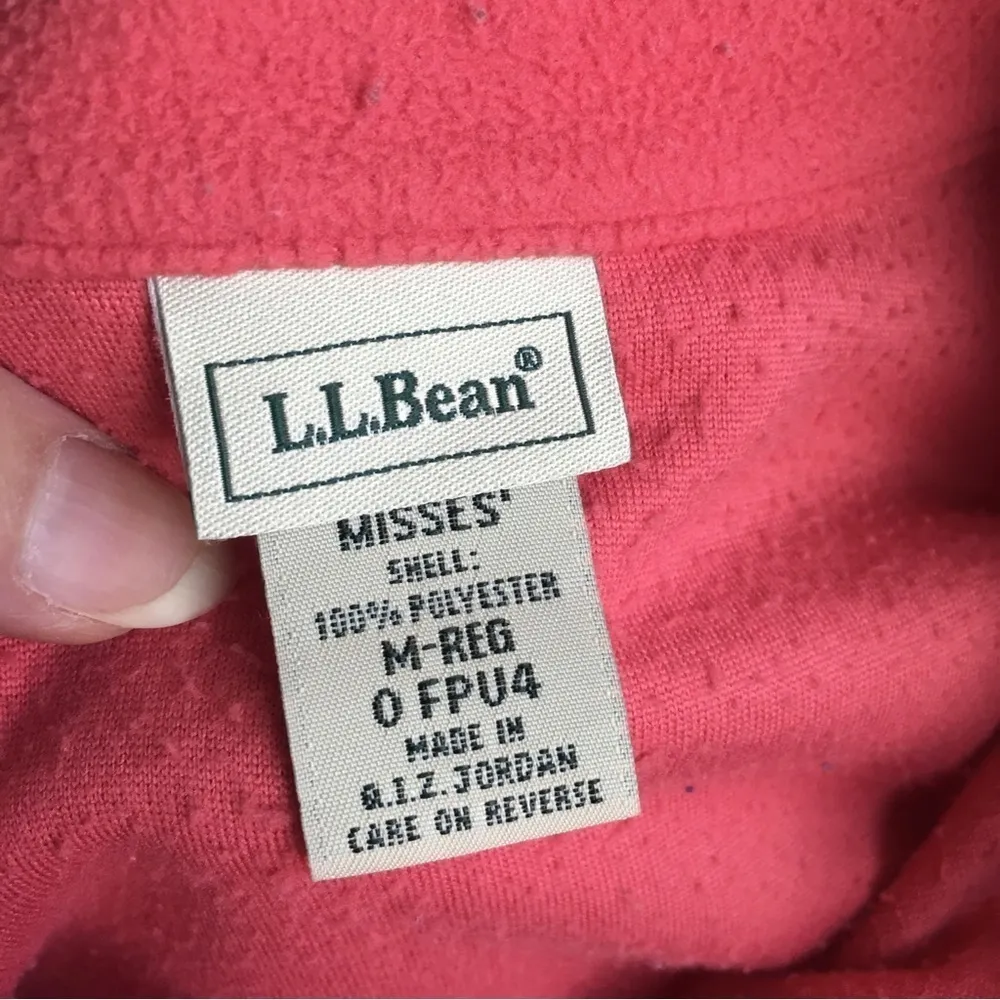 L.L.Bean®
MISSES'
SHELL:
100% POLYESTER
M-REG
0 FPU4
MADE IN
Q.I.Z. JORDAN
CARE ON REVERSE